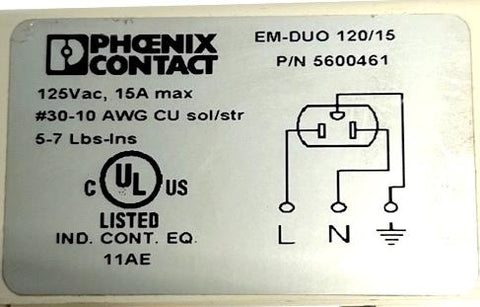 PHOENIX
CONTACT
EM-DUO 120/15
P/N 5600461
125Vac, 15A max
#30-10 AWG CU sol/str
5-7 Lbs-Ins
C UL US
LISTED
IND. CONT. EQ.
11AE
L N